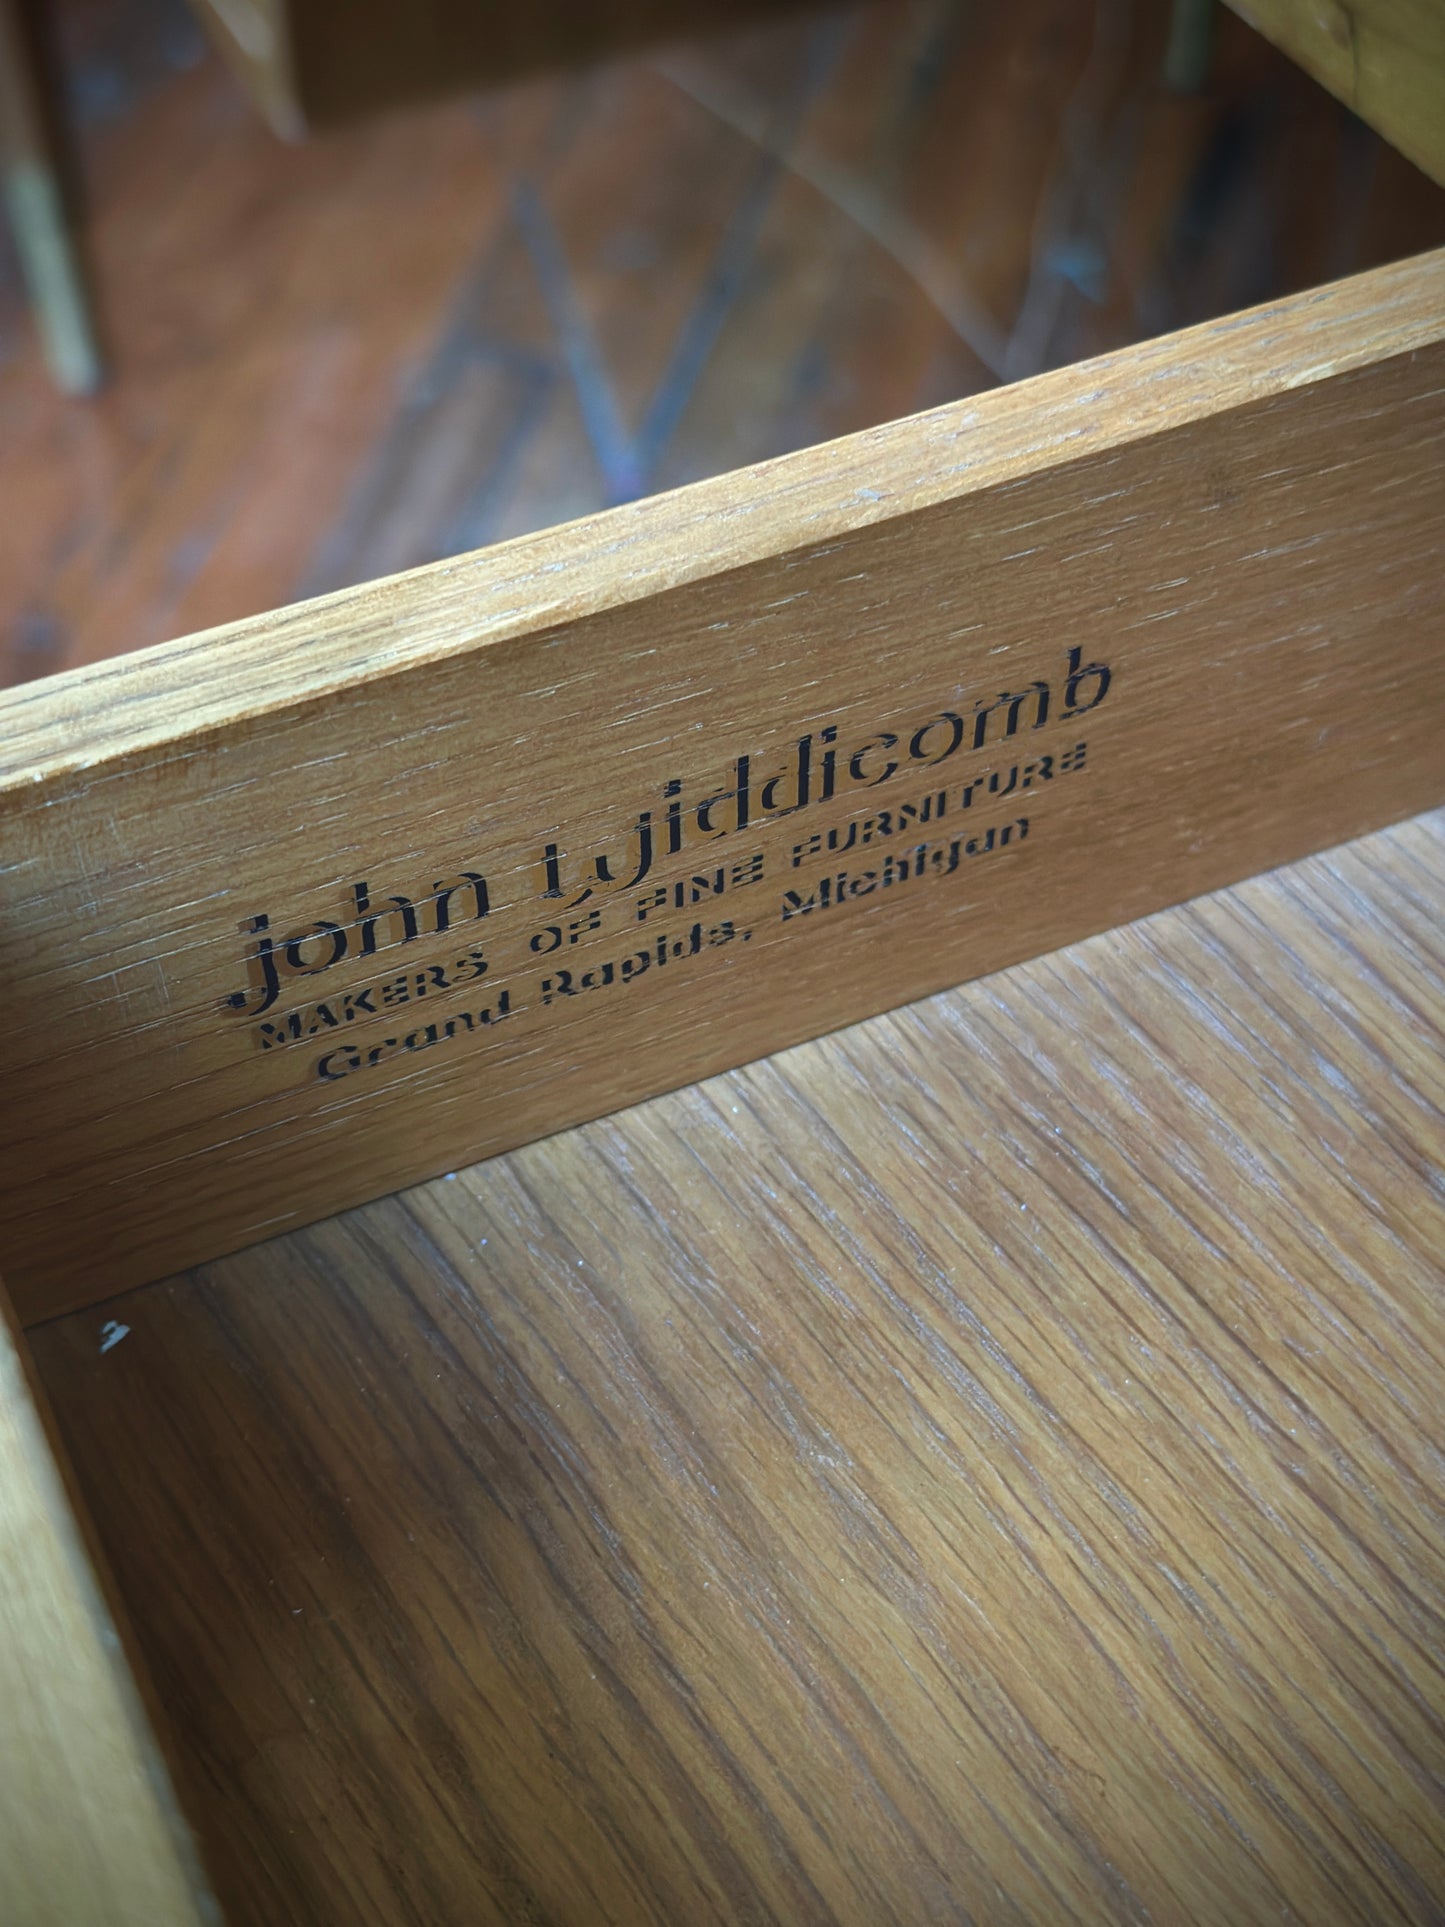 john widdicomb
MAKERS OF FINE FURNITURE
Grand Rapids, Michigan